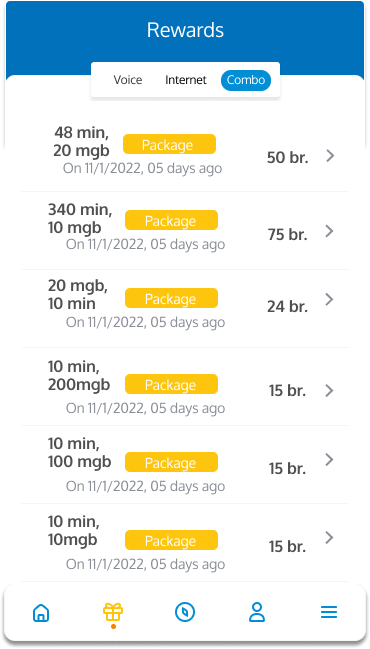 Rewards
Voice Internet Combo
48 min,
20 mgb
Package
On 11/1/2022, 05 days ago
50 br.
340 min,
10 mgb
Package
On 11/1/2022, 05 days ago
75 br.
20 mgb,
10 min
Package
On 11/1/2022, 05 days ago
24 br.
10 min,
200mgb
Package
On 11/1/2022, 05 days ago
15 br.
10 min,
100 mgb
Package
On 11/1/2022, 05 days ago
15 br.
10 min,
10mgb
Package
On 11/1/2022, 05 days ago
15 br.